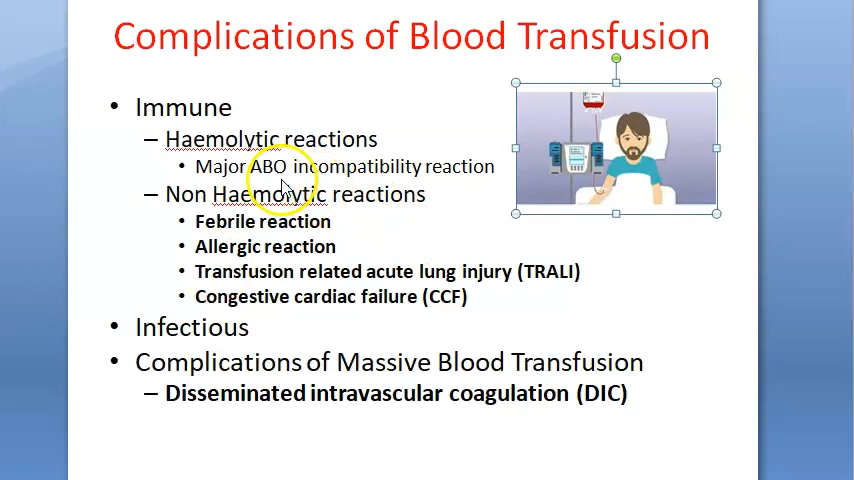 Complications of Blood Transfusion
• Immune
– Haemolytic reactions
• Major ABO incompatibility reaction
– Non Haemolytic reactions
• Febrile reaction
• Allergic reaction
• Transfusion related acute lung injury (TRALI)
• Congestive cardiac failure (CCF)
• Infectious
• Complications of Massive Blood Transfusion
– Disseminated intravascular coagulation (DIC)